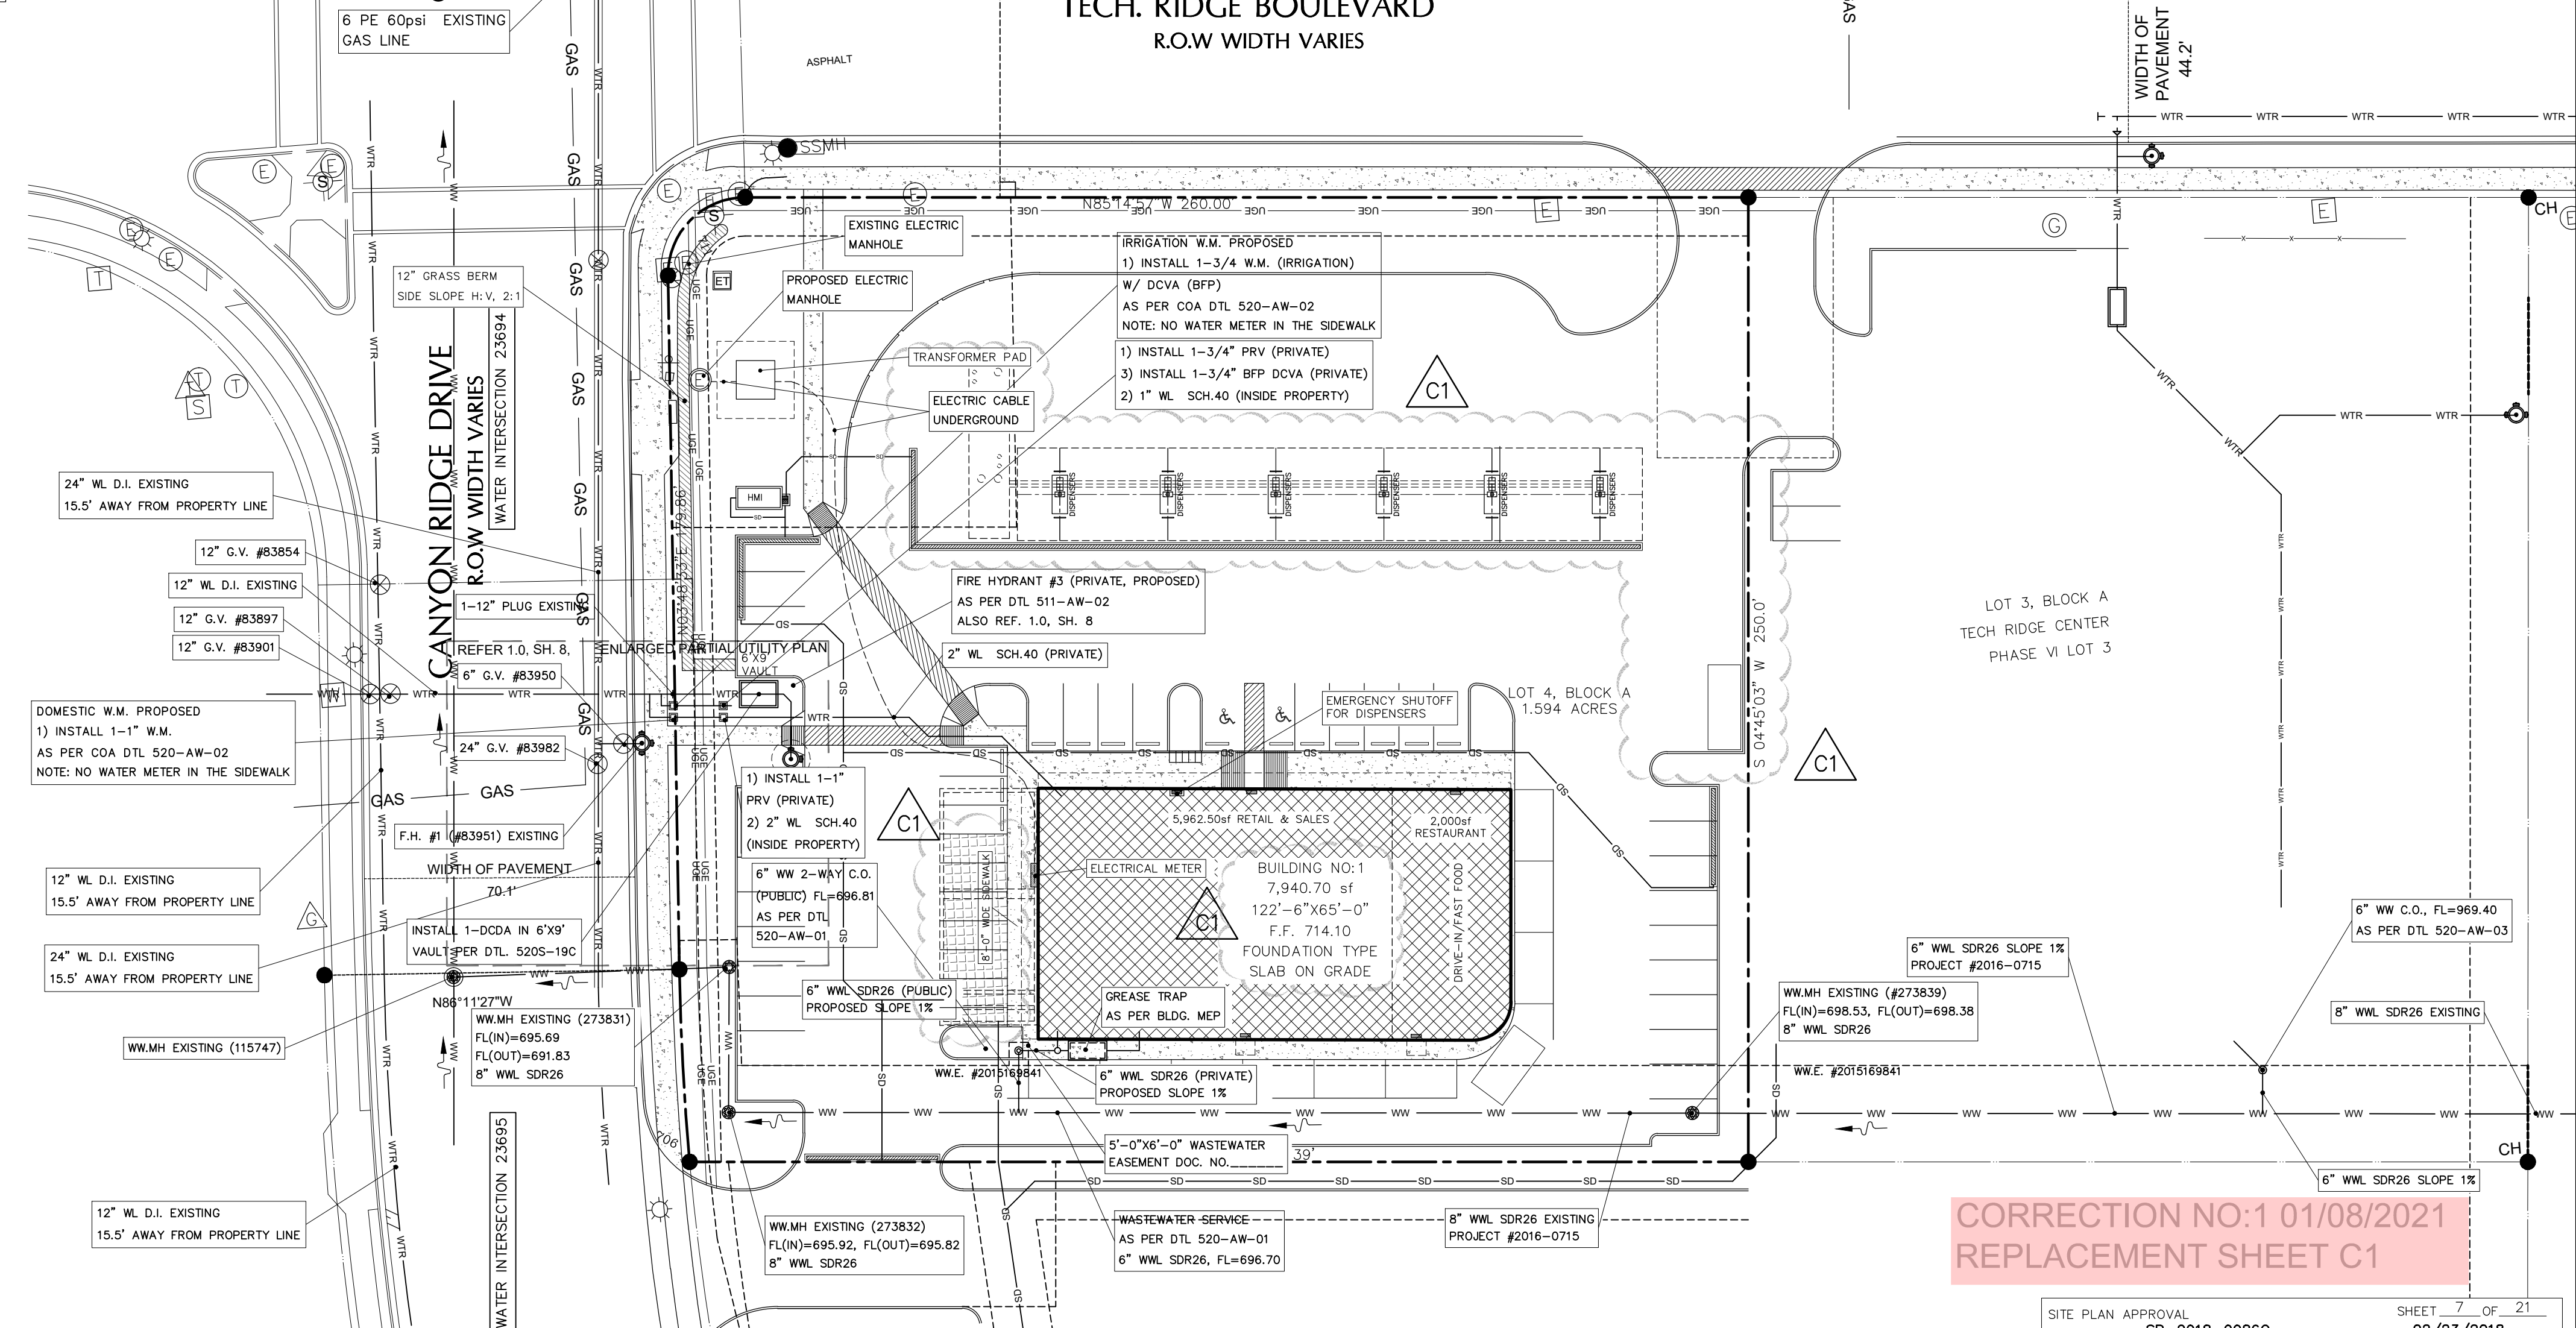 TECH. RIDGE BOULEVARD
R.O.W WIDTH VARIES
6 PE 60psi EXISTING
GAS LINE
ASPHALT
GAS
WIDTH OF
PAVEMENT
44.2'
SSMH
N85°14'57"W 260.00'
CH
EXISTING ELECTRIC
MANHOLE
PROPOSED ELECTRIC
MANHOLE
12" GRASS BERM
SIDE SLOPE H:V, 2:1
IRRIGATION W.M. PROPOSED
1) INSTALL 1-3/4 W.M. (IRRIGATION)
W/ DCVA (BFP)
AS PER COA DTL 520-AW-02
NOTE: NO WATER METER IN THE SIDEWALK
1) INSTALL 1-3/4" PRV (PRIVATE)
3) INSTALL 1-3/4" BFP DCVA (PRIVATE)
2) 1" WL SCH.40 (INSIDE PROPERTY)
C1
TRANSFORMER PAD
ELECTRIC CABLE
UNDERGROUND
CANYON RIDGE DRIVE
R.O.W WIDTH VARIES
WATER INTERSECTION 23694
ET
HMI
DISPENSERS
DISPENSERS
DISPENSERS
DISPENSERS
DISPENSERS
DISPENSERS
24" WL D.I. EXISTING
15.5' AWAY FROM PROPERTY LINE
12" G.V. #83854
12" WL D.I. EXISTING
12" G.V. #83897
12" G.V. #83901
1-12" PLUG EXISTING
REFER 1.0, SH. 8, ENLARGED PARTIAL UTILITY PLAN
6'X9'
VAULT
6" G.V. #83950
24" G.V. #83982
FIRE HYDRANT #3 (PRIVATE, PROPOSED)
AS PER DTL 511-AW-02
ALSO REF. 1.0, SH. 8
2" WL SCH.40 (PRIVATE)
EMERGENCY SHUTOFF
FOR DISPENSERS
LOT 4, BLOCK A
1.594 ACRES
S 04°45'03" W 250.0'
LOT 3, BLOCK A
TECH RIDGE CENTER
PHASE VI LOT 3
C1
DOMESTIC W.M. PROPOSED
1) INSTALL 1-1" W.M.
AS PER COA DTL 520-AW-02
NOTE: NO WATER METER IN THE SIDEWALK
GAS
GAS
F.H. #1 (#83951) EXISTING
WIDTH OF PAVEMENT
70.1'
1) INSTALL 1-1"
PRV (PRIVATE)
2) 2" WL SCH.40
(INSIDE PROPERTY)
C1
5,962.50sf RETAIL & SALES
2,000sf
RESTAURANT
ELECTRICAL METER
8'-0" WIDE SIDEWALK
BUILDING NO:1
7,940.70 sf
122'-6"X65'-0"
F.F. 714.10
FOUNDATION TYPE
SLAB ON GRADE
C1
DRIVE-IN/FAST FOOD
6" WW 2-WAY C.O.
(PUBLIC) FL=696.81
AS PER DTL
520-AW-01
12" WL D.I. EXISTING
15.5' AWAY FROM PROPERTY LINE
INSTALL 1-DCDA IN 6'X9'
VAULT PER DTL. 520S-19C
24" WL D.I. EXISTING
15.5' AWAY FROM PROPERTY LINE
N86°11'27"W
WW.MH EXISTING (273831)
FL(IN)=695.69
FL(OUT)=691.83
8" WWL SDR26
WW.MH EXISTING (115747)
6" WWL SDR26 (PUBLIC)
PROPOSED SLOPE 1%
GREASE TRAP
AS PER BLDG. MEP
6" WW C.O., FL=969.40
AS PER DTL 520-AW-03
6" WWL SDR26 SLOPE 1%
PROJECT #2016-0715
WW.MH EXISTING (#273839)
FL(IN)=698.53, FL(OUT)=698.38
8" WWL SDR26
8" WWL SDR26 EXISTING
WW.E. #2015169841
6" WWL SDR26 (PRIVATE)
PROPOSED SLOPE 1%
WW.E. #2015169841
5'-0"X6'-0" WASTEWATER
EASEMENT DOC. NO.______
39'
CH
6" WWL SDR26 SLOPE 1%
WATER INTERSECTION 23695
12" WL D.I. EXISTING
15.5' AWAY FROM PROPERTY LINE
WW.MH EXISTING (273832)
FL(IN)=695.92, FL(OUT)=695.82
8" WWL SDR26
WASTEWATER SERVICE
AS PER DTL 520-AW-01
6" WWL SDR26, FL=696.70
8" WWL SDR26 EXISTING
PROJECT #2016-0715
CORRECTION NO:1 01/08/2021
REPLACEMENT SHEET C1
SITE PLAN APPROVAL SHEET 7 OF 21